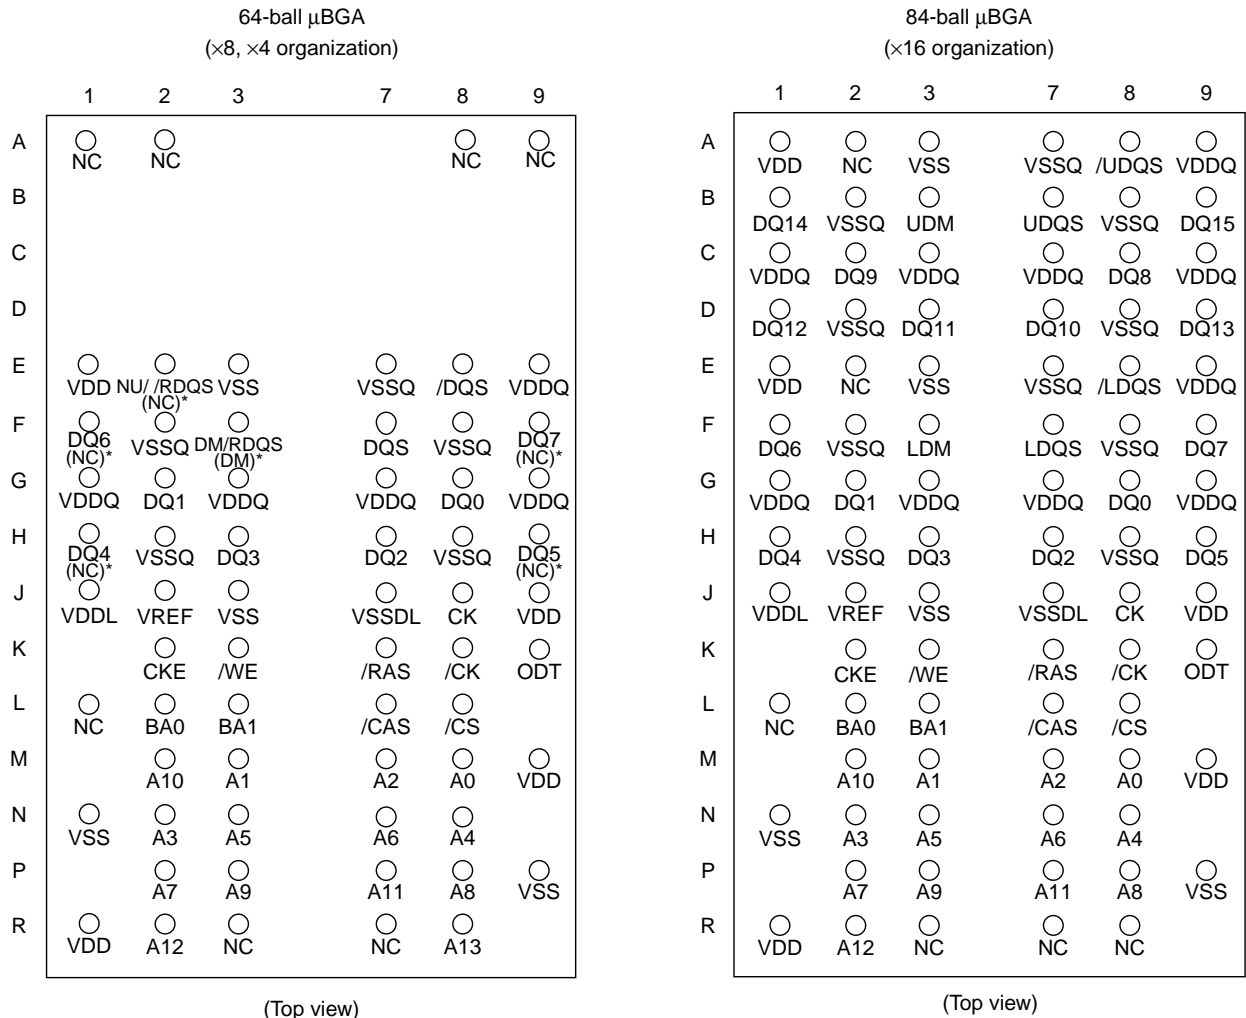 64-ball μBGA
(×8, ×4 organization)
1 2 3 7 8 9
A
NC NC NC NC
B
C
D
E
VDD NU/ /RDQS (NC)* VSS VSSQ /DQS VDDQ
F
DQ6 (NC)* VSSQ DM/RDQS (DM)* DQS VSSQ DQ7 (NC)*
G
VDDQ DQ1 VDDQ VDDQ DQ0 VDDQ
H
DQ4 (NC)* VSSQ DQ3 DQ2 VSSQ DQ5 (NC)*
J
VDDL VREF VSS VSSDL CK VDD
K
CKE /WE /RAS /CK ODT
L
NC BA0 BA1 /CAS /CS
M
A10 A1 A2 A0 VDD
N
VSS A3 A5 A6 A4
P
A7 A9 A11 A8 VSS
R
VDD A12 NC NC A13
(Top view)
84-ball μBGA
(×16 organization)
1 2 3 7 8 9
A
VDD NC VSS VSSQ /UDQS VDDQ
B
DQ14 VSSQ UDM UDQS VSSQ DQ15
C
VDDQ DQ9 VDDQ VDDQ DQ8 VDDQ
D
DQ12 VSSQ DQ11 DQ10 VSSQ DQ13
E
VDD NC VSS VSSQ /LDQS VDDQ
F
DQ6 VSSQ LDM LDQS VSSQ DQ7
G
VDDQ DQ1 VDDQ VDDQ DQ0 VDDQ
H
DQ4 VSSQ DQ3 DQ2 VSSQ DQ5
J
VDDL VREF VSS VSSDL CK VDD
K
CKE /WE /RAS /CK ODT
L
NC BA0 BA1 /CAS /CS
M
A10 A1 A2 A0 VDD
N
VSS A3 A5 A6 A4
P
A7 A9 A11 A8 VSS
R
VDD A12 NC NC NC
(Top view)